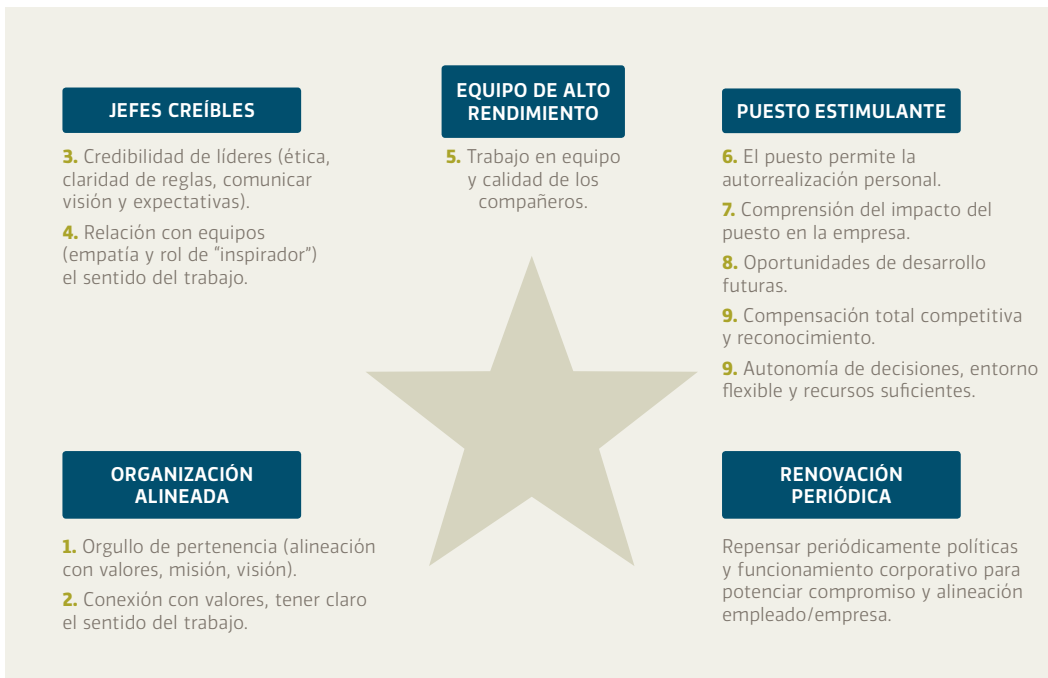 JEFES CREÍBLES
3. Credibilidad de líderes (ética,
claridad de reglas, comunicar
visión y expectativas).
4. Relación con equipos
(empatía y rol de “inspirador”)
el sentido del trabajo.
EQUIPO DE ALTO
RENDIMIENTO
5. Trabajo en equipo
y calidad de los
compañeros.
PUESTO ESTIMULANTE
6. El puesto permite la
autorrealización personal.
7. Comprensión del impacto del
puesto en la empresa.
8. Oportunidades de desarrollo
futuras.
9. Compensación total competitiva
y reconocimiento.
9. Autonomía de decisiones, entorno
flexible y recursos suficientes.
ORGANIZACIÓN
ALINEADA
1. Orgullo de pertenencia (alineación
con valores, misión, visión).
2. Conexión con valores, tener claro
el sentido del trabajo.
RENOVACIÓN
PERIÓDICA
Repensar periódicamente políticas
y funcionamiento corporativo para
potenciar compromiso y alineación
empleado/empresa.